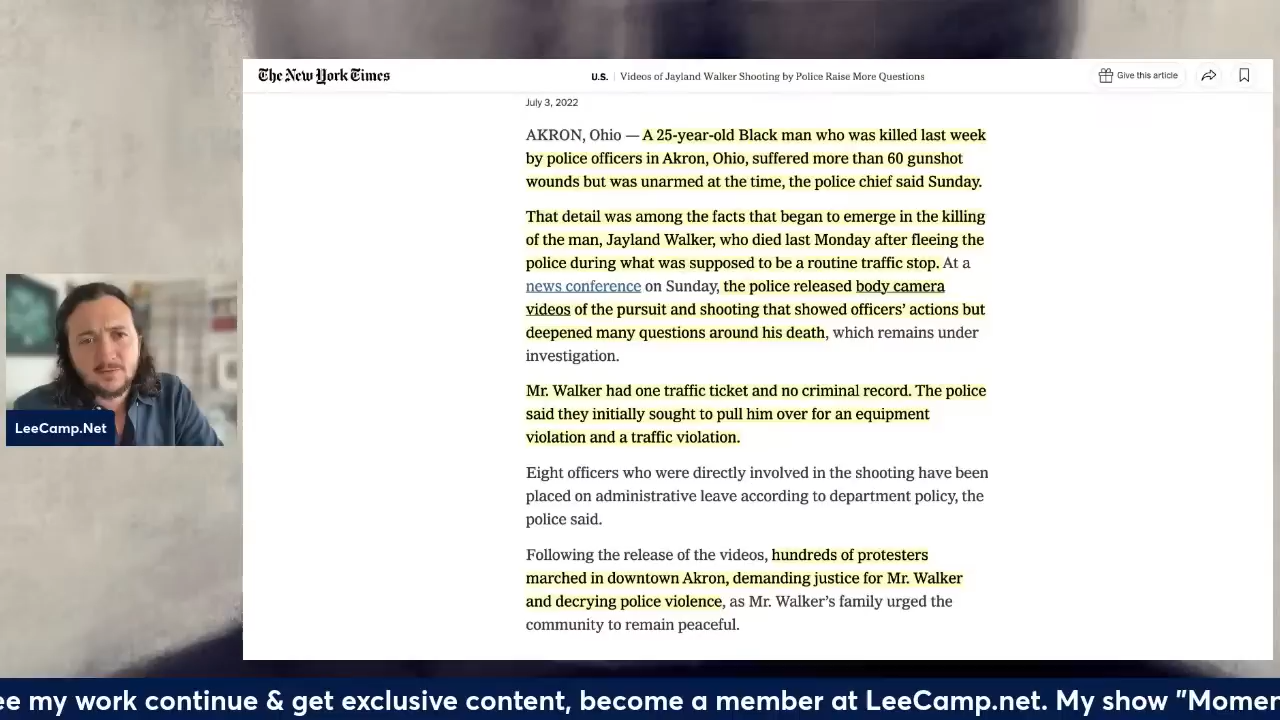 The New York Times
U.S. Videos of Jayland Walker Shooting by Police Raise More Questions
Give this article
July 3, 2022
AKRON, Ohio — A 25-year-old Black man who was killed last week
by police officers in Akron, Ohio, suffered more than 60 gunshot
wounds but was unarmed at the time, the police chief said Sunday.
That detail was among the facts that began to emerge in the killing
of the man, Jayland Walker, who died last Monday after fleeing the
police during what was supposed to be a routine traffic stop. At a
news conference on Sunday, the police released body camera
videos of the pursuit and shooting that showed officers’ actions but
deepened many questions around his death, which remains under
investigation.
Mr. Walker had one traffic ticket and no criminal record. The police
said they initially sought to pull him over for an equipment
violation and a traffic violation.
Eight officers who were directly involved in the shooting have been
placed on administrative leave according to department policy, the
police said.
Following the release of the videos, hundreds of protesters
marched in downtown Akron, demanding justice for Mr. Walker
and decrying police violence, as Mr. Walker’s family urged the
community to remain peaceful.
LeeCamp.Net
ee my work continue & get exclusive content, become a member at LeeCamp.net. My show "Momen